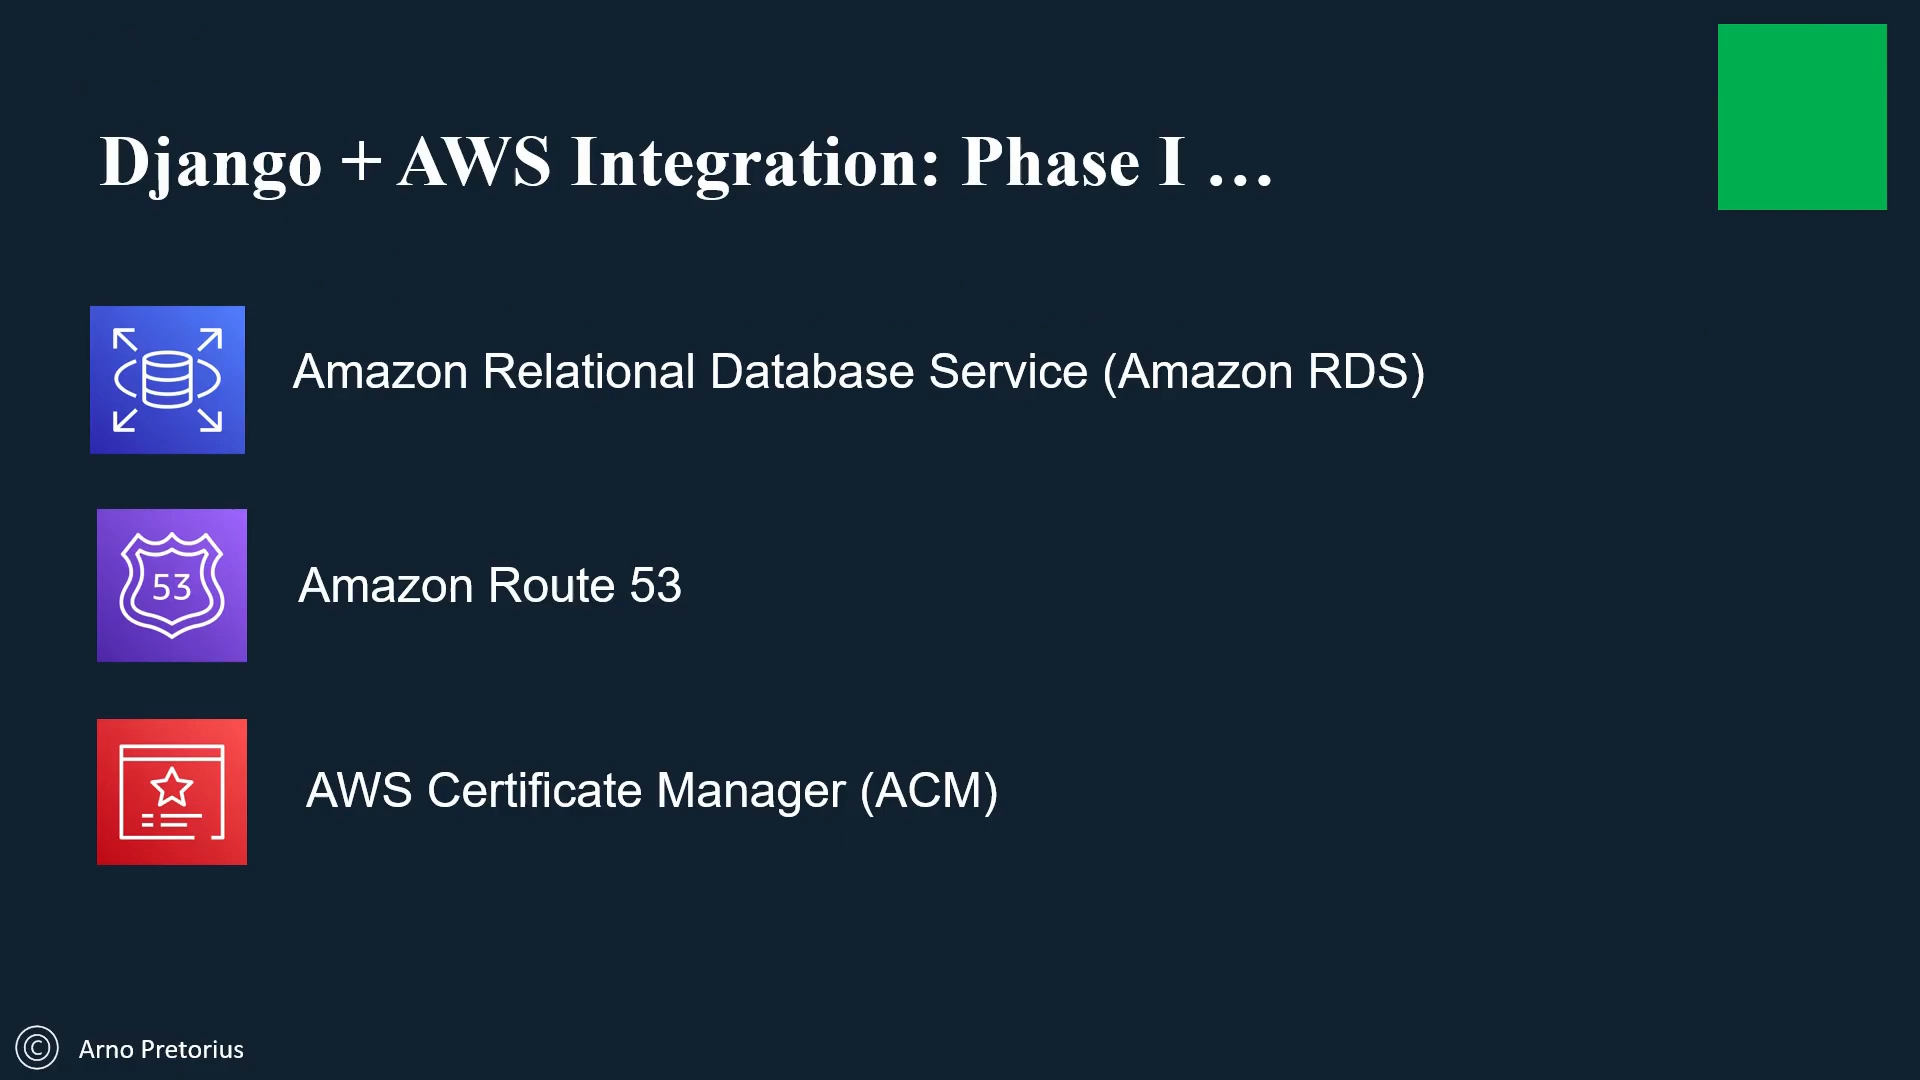 Django + AWS Integration: Phase I …
Amazon Relational Database Service (Amazon RDS)
53
Amazon Route 53
AWS Certificate Manager (ACM)
© Arno Pretorius